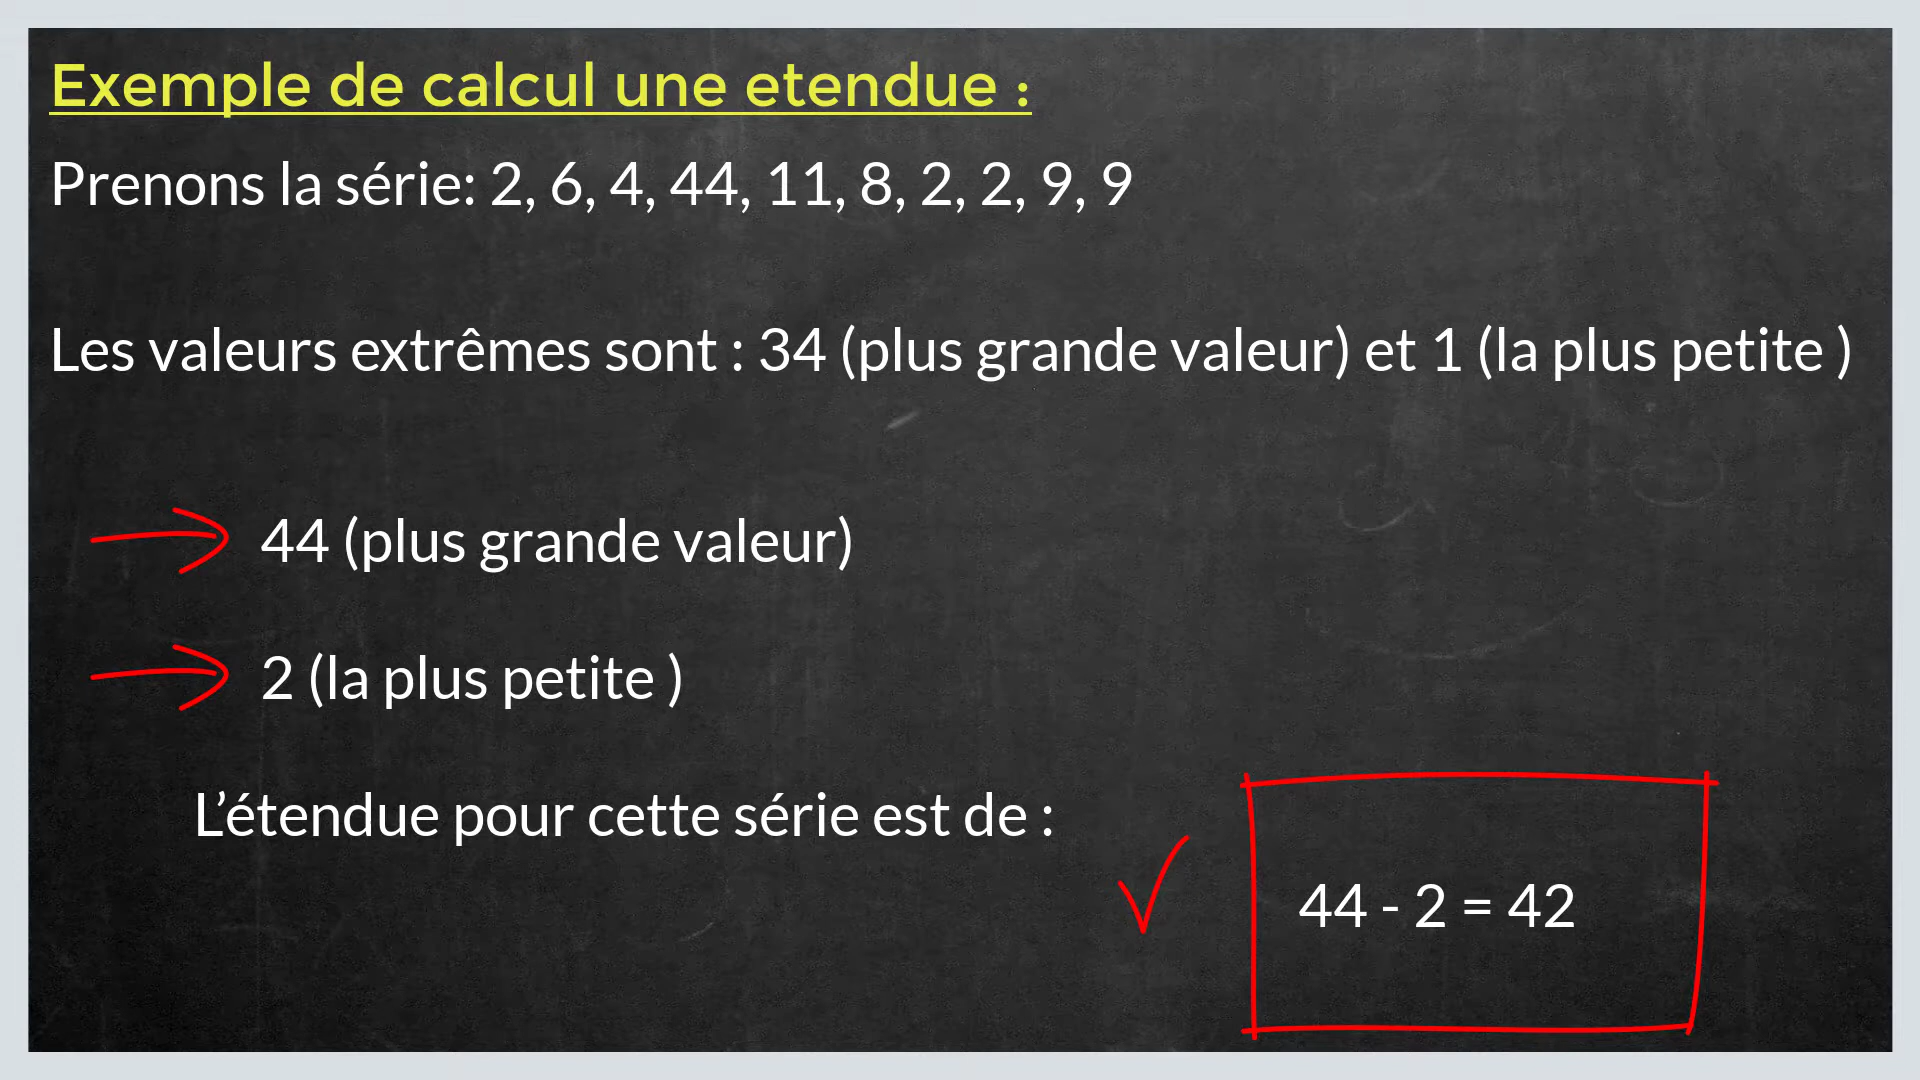 Exemple de calcul une etendue :
Prenons la série: 2, 6, 4, 44, 11, 8, 2, 2, 9, 9
Les valeurs extrêmes sont : 34 (plus grande valeur) et 1 (la plus petite )
44 (plus grande valeur)
2 (la plus petite )
L’étendue pour cette série est de :
44 - 2 = 42